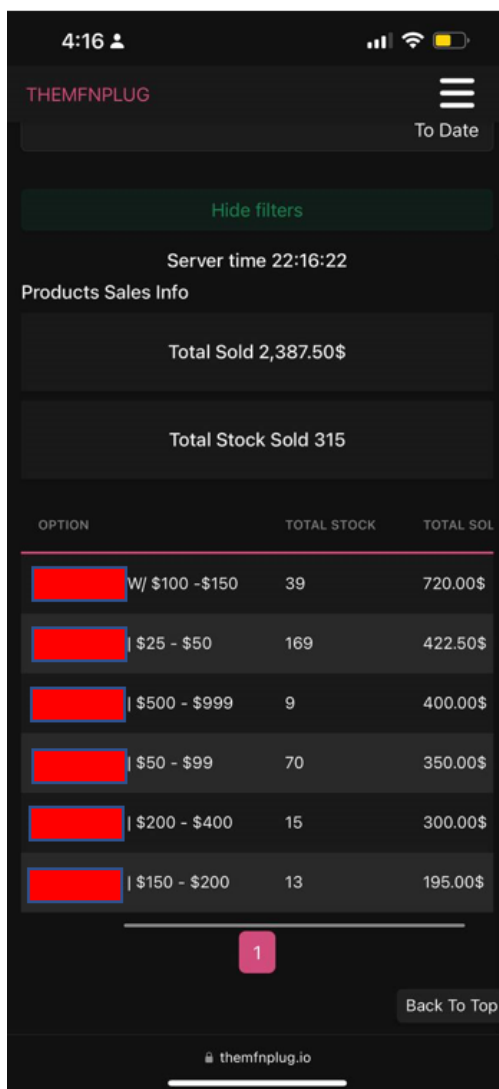 4:16
THEMFNPLUG
To Date
Hide filters
Server time 22:16:22
Products Sales Info
Total Sold 2,387.50$
Total Stock Sold 315
OPTION TOTAL STOCK TOTAL SOL
W/ $100 -$150 39 720.00$
| $25 - $50 169 422.50$
| $500 - $999 9 400.00$
| $50 - $99 70 350.00$
| $200 - $400 15 300.00$
| $150 - $200 13 195.00$
1
Back To Top
themfnplug.io